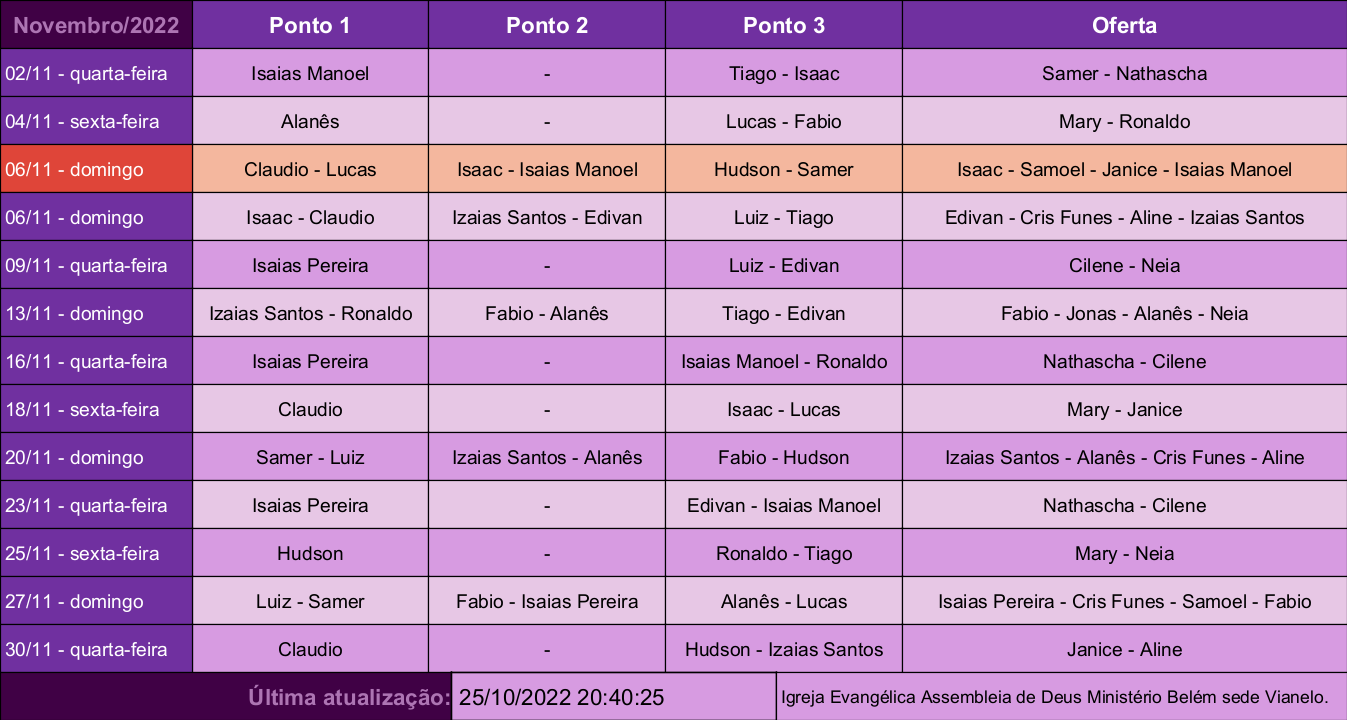 Novembro/2022 Ponto 1 Ponto 2 Ponto 3 Oferta
02/11 - quarta-feira Isaias Manoel - Tiago - Isaac Samer - Nathascha
04/11 - sexta-feira Alanês - Lucas - Fabio Mary - Ronaldo
06/11 - domingo Claudio - Lucas Isaac - Isaias Manoel Hudson - Samer Isaac - Samoel - Janice - Isaias Manoel
06/11 - domingo Isaac - Claudio Izaias Santos - Edivan Luiz - Tiago Edivan - Cris Funes - Aline - Izaias Santos
09/11 - quarta-feira Isaias Pereira - Luiz - Edivan Cilene - Neia
13/11 - domingo Izaias Santos - Ronaldo Fabio - Alanês Tiago - Edivan Fabio - Jonas - Alanês - Neia
16/11 - quarta-feira Isaias Pereira - Isaias Manoel - Ronaldo Nathascha - Cilene
18/11 - sexta-feira Claudio - Isaac - Lucas Mary - Janice
20/11 - domingo Samer - Luiz Izaias Santos - Alanês Fabio - Hudson Izaias Santos - Alanês - Cris Funes - Aline
23/11 - quarta-feira Isaias Pereira - Edivan - Isaias Manoel Nathascha - Cilene
25/11 - sexta-feira Hudson - Ronaldo - Tiago Mary - Neia
27/11 - domingo Luiz - Samer Fabio - Isaias Pereira Alanês - Lucas Isaias Pereira - Cris Funes - Samoel - Fabio
30/11 - quarta-feira Claudio - Hudson - Izaias Santos Janice - Aline
Última atualização: 25/10/2022 20:40:25 Igreja Evangélica Assembleia de Deus Ministério Belém sede Vianelo.